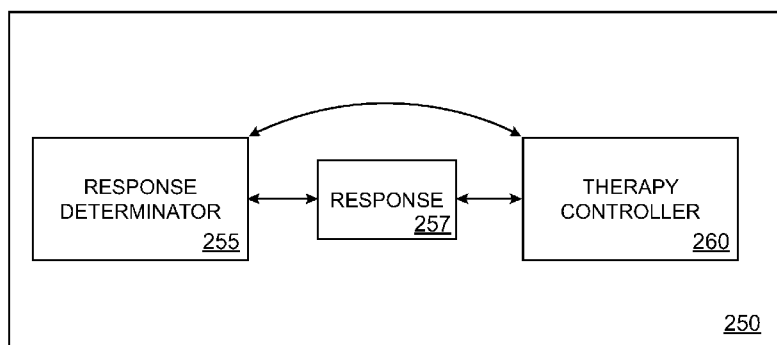 RESPONSE
DETERMINATOR
255
RESPONSE
257
THERAPY
CONTROLLER
260
250